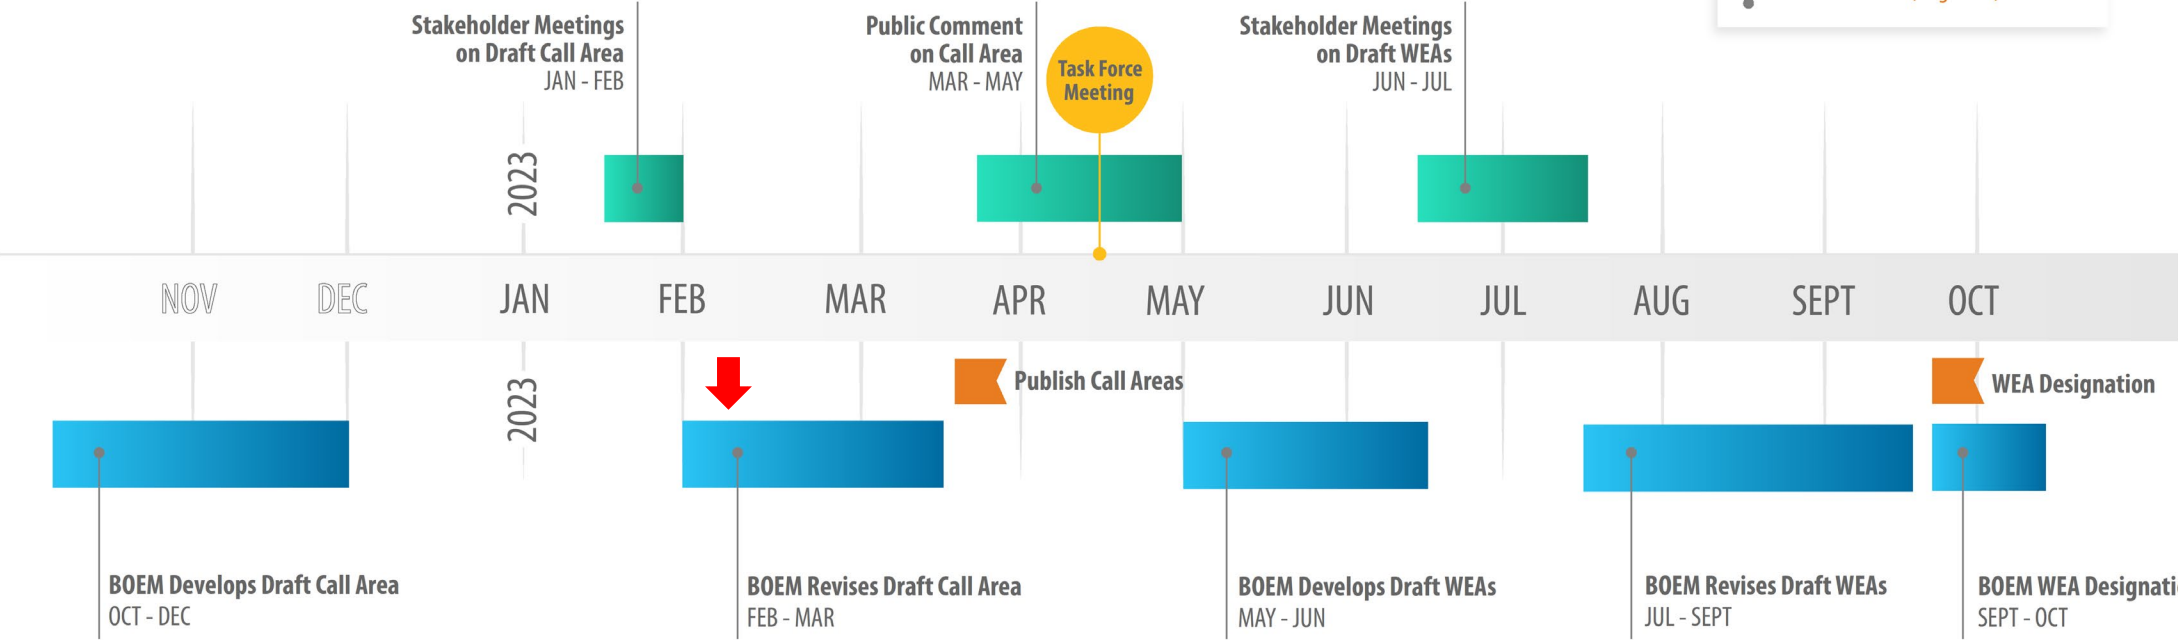 Stakeholder Meetings
on Draft Call Area
JAN - FEB
Public Comment
on Call Area
MAR - MAY
Task Force
Meeting
Stakeholder Meetings
on Draft WEAs
JUN - JUL
2023
NOV
DEC
JAN
FEB
MAR
APR
MAY
JUN
JUL
AUG
SEPT
OCT
2023
Publish Call Areas
WEA Designation
BOEM Develops Draft Call Area
OCT - DEC
BOEM Revises Draft Call Area
FEB - MAR
BOEM Develops Draft WEAs
MAY - JUN
BOEM Revises Draft WEAs
JUL - SEPT
BOEM WEA
SEPT - OCT